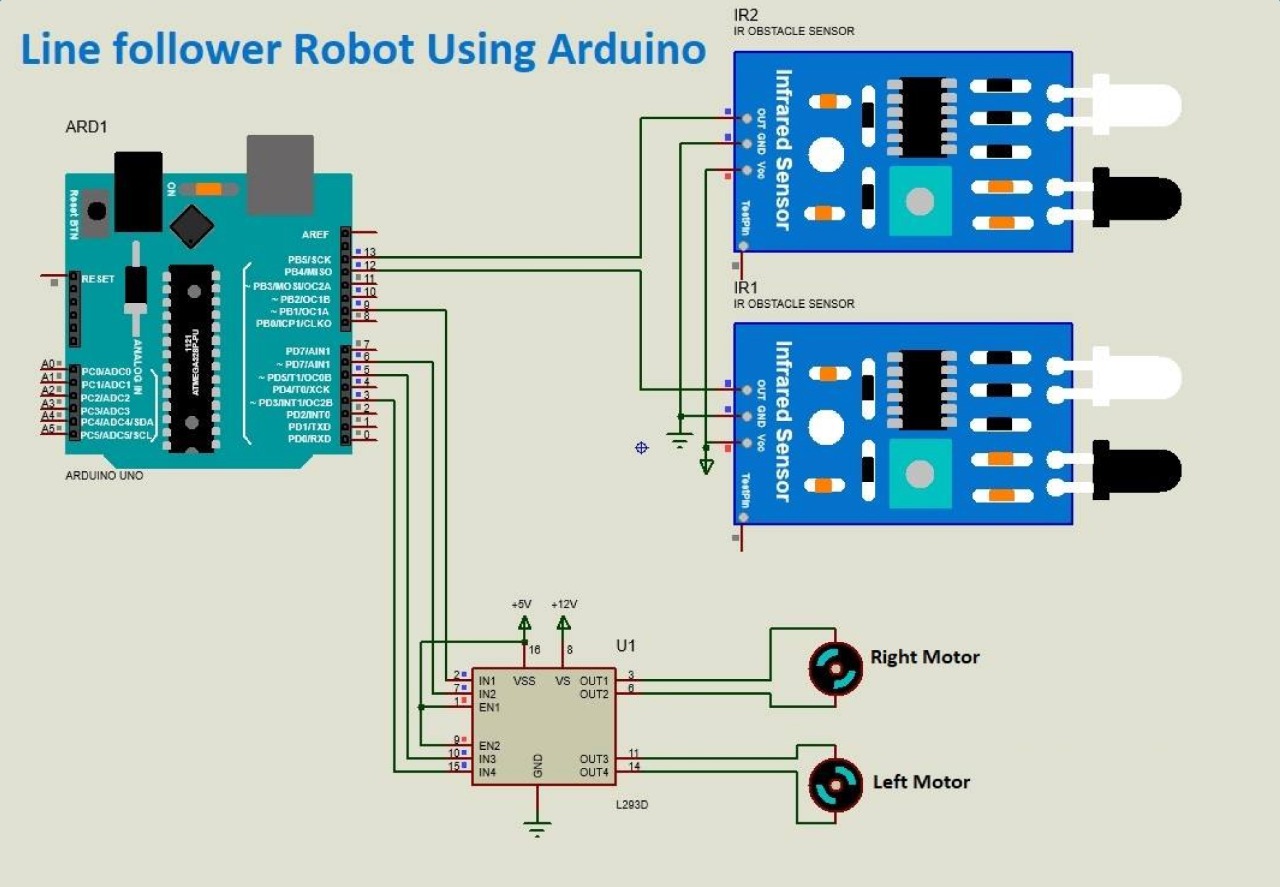 Line follower Robot Using Arduino
IR2
IR OBSTACLE SENSOR
Infrared Sensor
OUT
GND
Vcc
TestPin
IR1
IR OBSTACLE SENSOR
Infrared Sensor
OUT
GND
Vcc
TestPin
ARD1
Reset BTN
ON
RESET
AREF
PB5/SCK 13
PB4/MISO 12
~ PB3/MOSI/OC2A 11
~ PB2/OC1B 10
~ PB1/OC1A 9
PB0/ICP1/CLKO 8
PD7/AIN1 7
~ PD7/AIN1 6
~ PD5/T1/OC0B 5
PD4/T0/XCK 4
~ PD3/INT1/OC2B 3
PD2/INT0 2
PD1/TXD 1
PD0/RXD 0
1121
ATMEGA328P-PU
ANALOG IN
A0 PC0/ADC0
A1 PC1/ADC1
A2 PC2/ADC2
A3 PC3/ADC3
A4 PC4/ADC4/SDA
A5 PC5/ADC5/SCL
ARDUINO UNO
+5V +12V
U1
16 8
2 IN1 VSS VS OUT1 3
7 IN2 OUT2 6
1 EN1
9 EN2
10 IN3 GND OUT3 11
15 IN4 OUT4 14
L293D
Right Motor
Left Motor